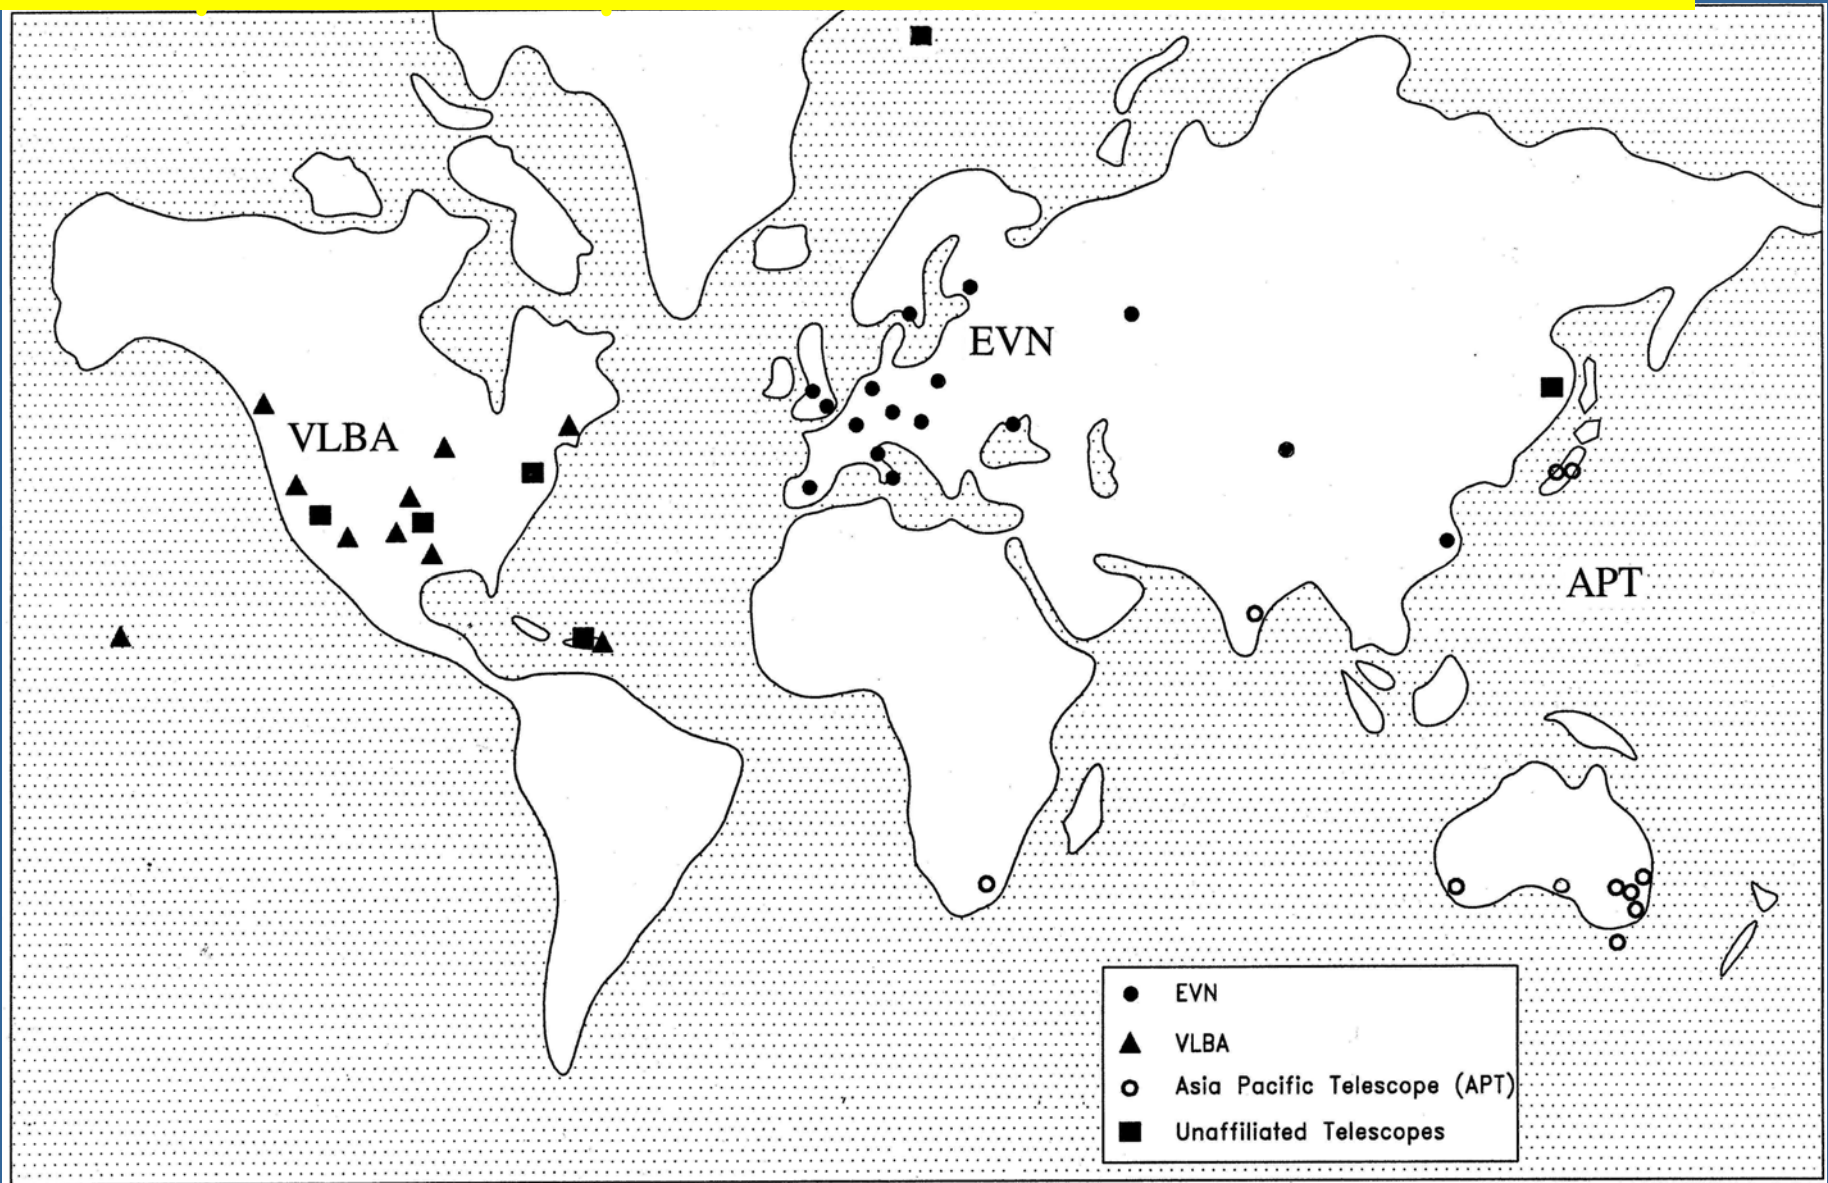 EVN
VLBA
APT
EVN
VLBA
Asia Pacific Telescope (APT)
Unaffiliated Telescopes